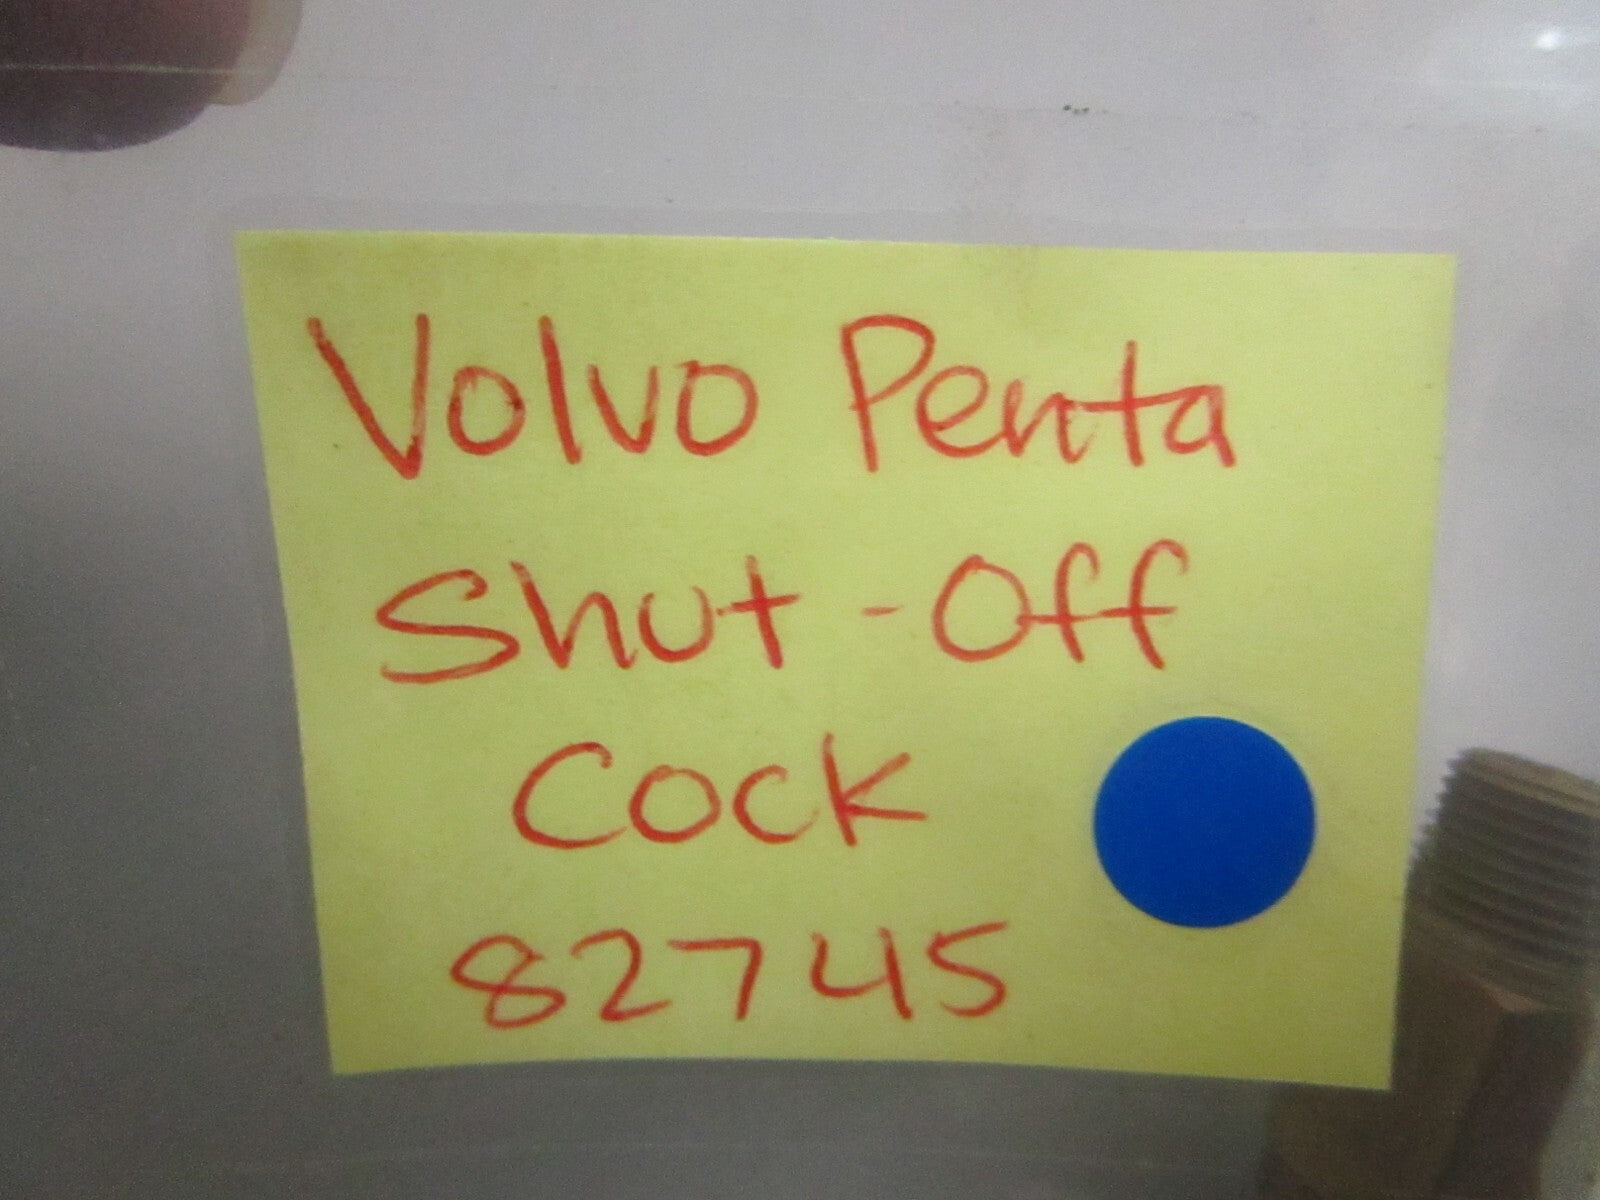 Volvo Penta
Shut-Off
Cock
82745